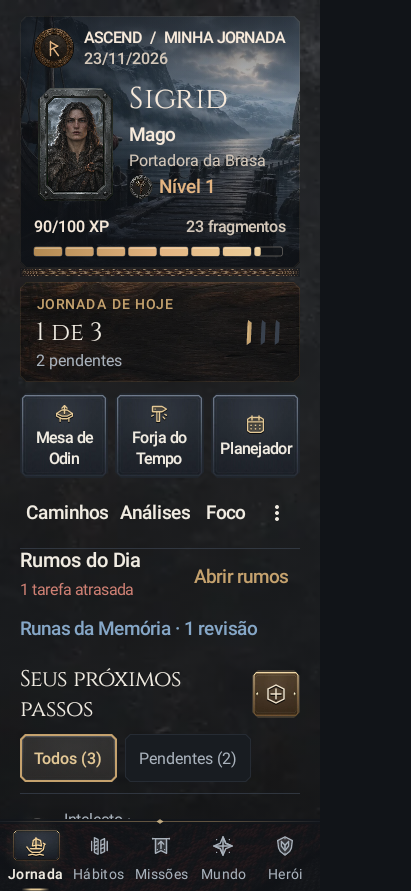 ASCEND / MINHA JORNADA
23/11/2026
SIGRID
Mago
Portadora da Brasa
Nível 1
90/100 XP
23 fragmentos
JORNADA DE HOJE
1 DE 3
2 pendentes
Mesa de
Odin
Forja do
Tempo
Planejador
Caminhos
Análises
Foco
Rumos do Dia
1 tarefa atrasada
Abrir rumos
Runas da Memória · 1 revisão
SEUS PRÓXIMOS
PASSOS
Todos (3)
Pendentes (2)
Intelecto ·
Jornada
Hábitos
Missões
Mundo
Herói